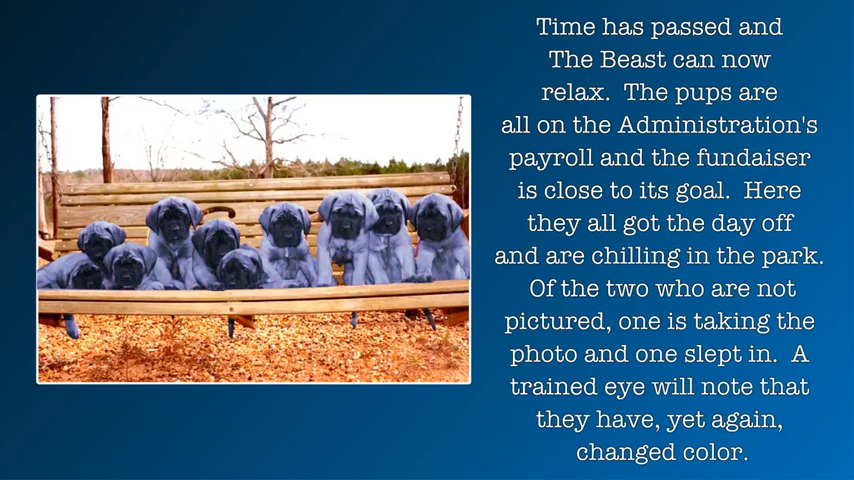 Time has passed and
The Beast can now
relax.  The pups are
all on the Administration's
payroll and the fundaiser
is close to its goal.  Here
they all got the day off
and are chilling in the park.
Of the two who are not
pictured, one is taking the
photo and one slept in.  A
trained eye will note that
they have, yet again,
changed color.